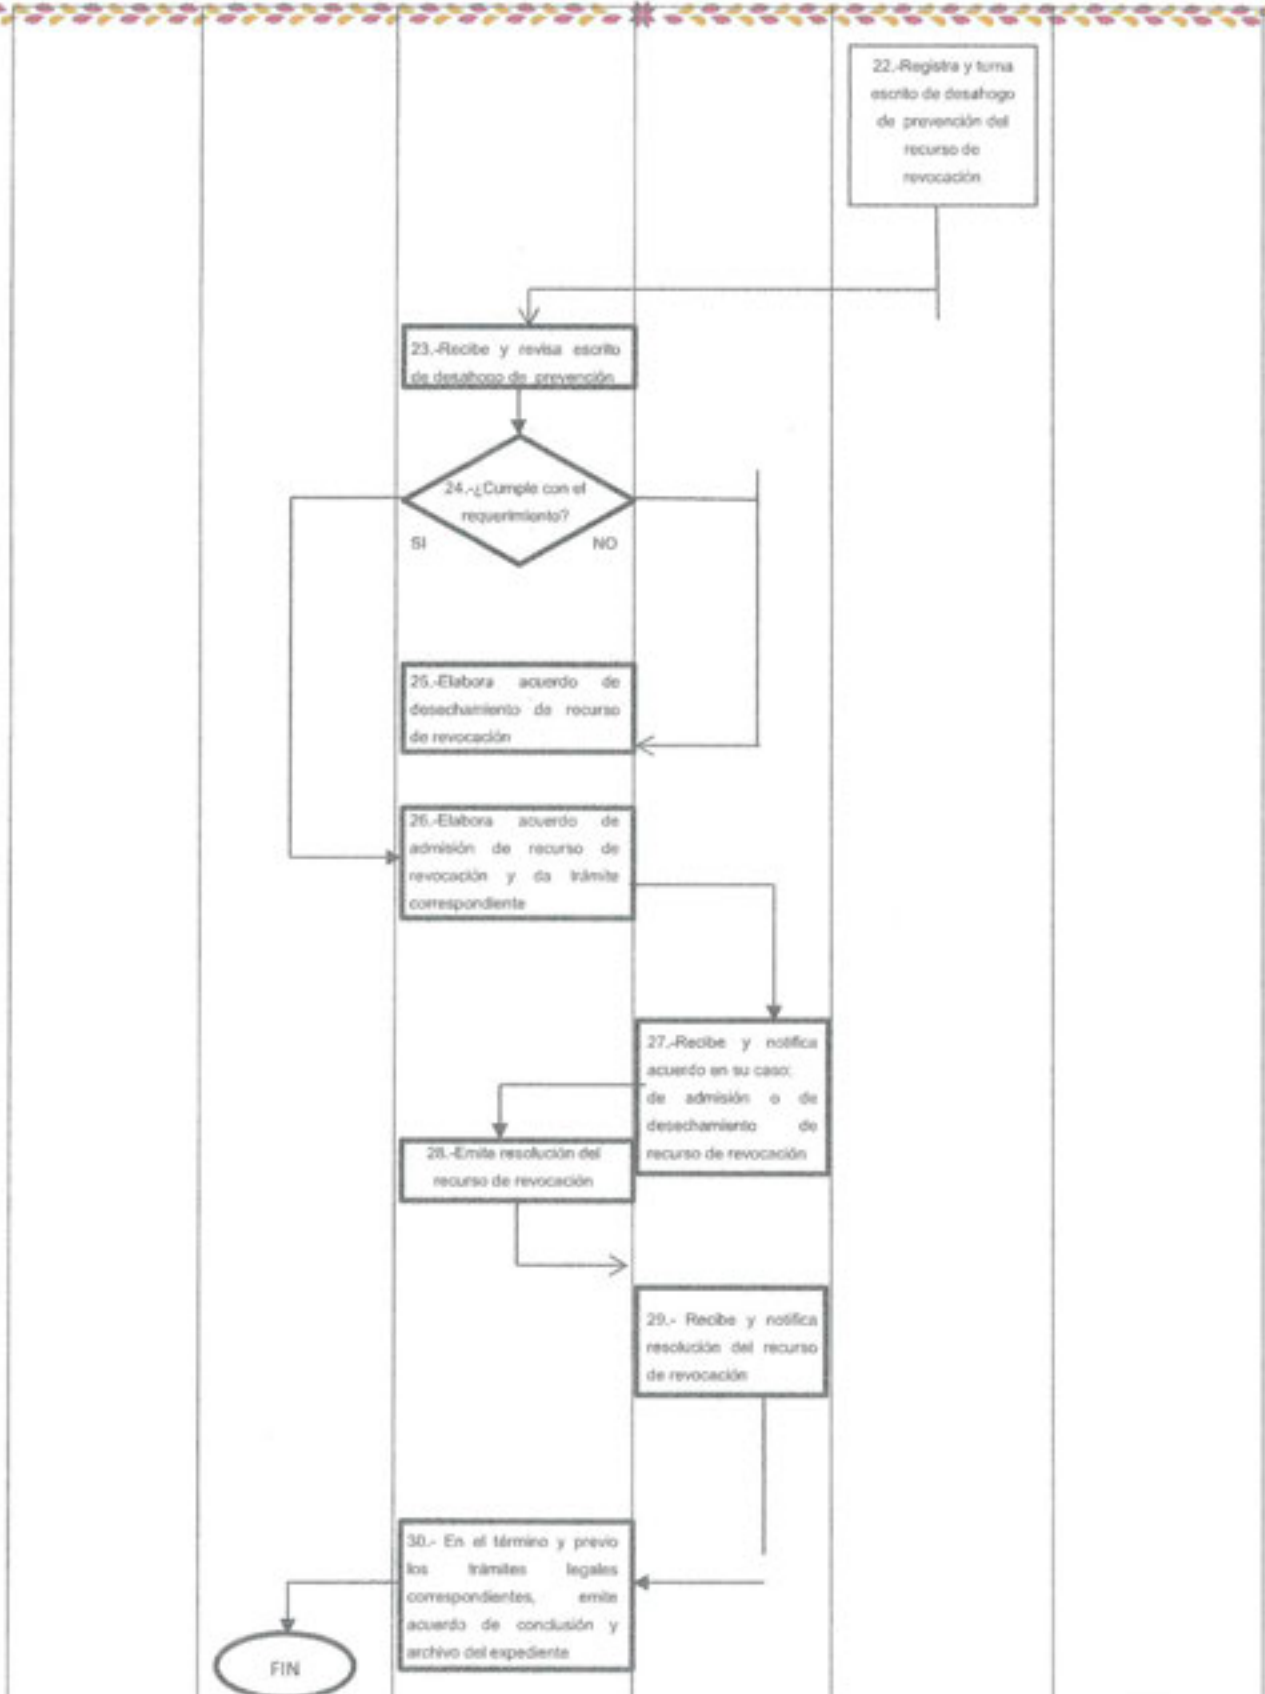 22.-Registra y turna
escrito de desahogo
de prevención del
recurso de
revocación
23.-Recibe y revisa escrito
de desahogo de prevención
24.-¿Cumple con el
requerimiento?
SI
NO
25.-Elabora acuerdo de
desechamiento de recurso
de revocación
26.-Elabora acuerdo de
admisión de recurso de
revocación y da trámite
correspondiente
27.-Recibe y notifica
acuerdo en su caso:
de admisión o de
desechamiento de
recurso de revocación
28.-Emite resolución del
recurso de revocación
29.- Recibe y notifica
resolución del recurso
de revocación
30.- En el término y previo
los trámites legales
correspondientes, emite
acuerdo de conclusión y
archivo del expediente
FIN